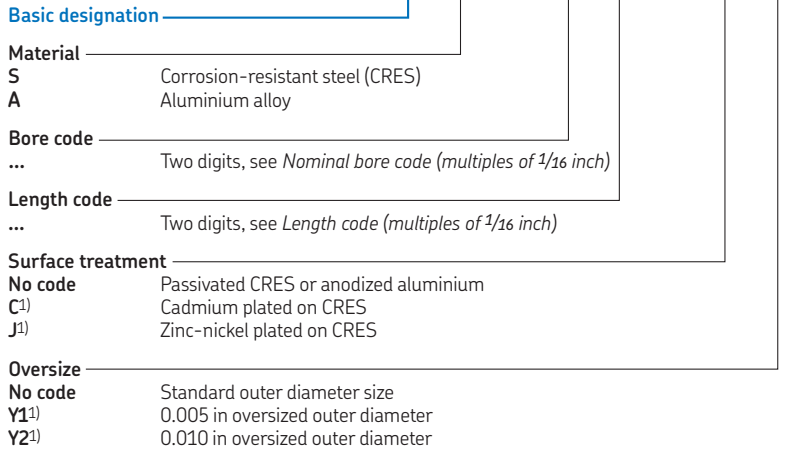 Basic designation
Material
S Corrosion-resistant steel (CRES)
A Aluminium alloy
Bore code
... Two digits, see Nominal bore code (multiples of 1/16 inch)
Length code
... Two digits, see Length code (multiples of 1/16 inch)
Surface treatment
No code Passivated CRES or anodized aluminium
C1) Cadmium plated on CRES
J1) Zinc-nickel plated on CRES
Oversize
No code Standard outer diameter size
Y11) 0.005 in oversized outer diameter
Y21) 0.010 in oversized outer diameter